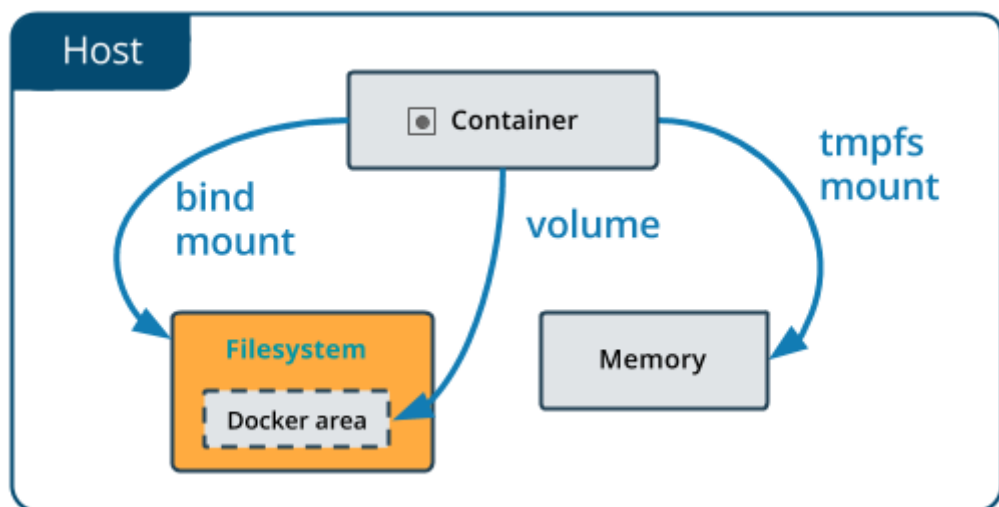 Host
Container
bind
mount
volume
tmpfs
mount
Filesystem
Docker area
Memory